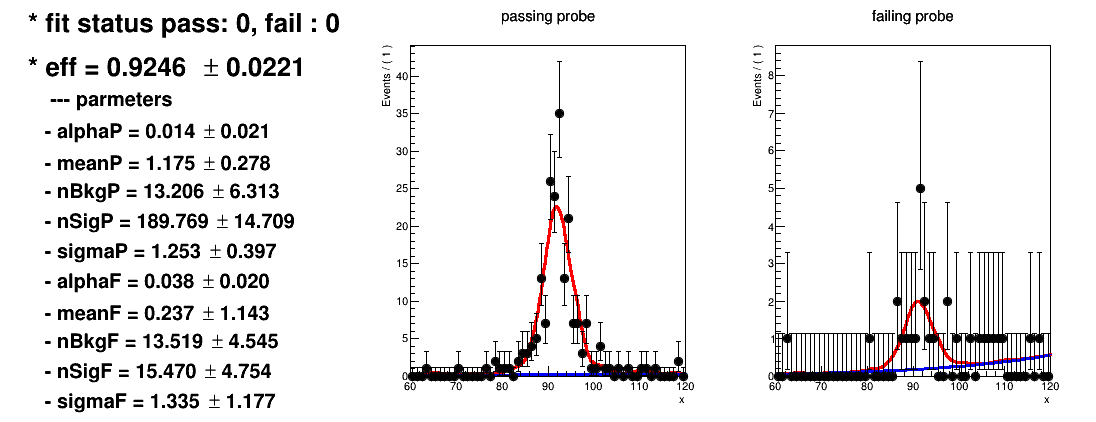 * fit status pass: 0, fail : 0
* eff = 0.9246 ± 0.0221
--- parmeters
- alphaP = 0.014 ± 0.021
- meanP = 1.175 ± 0.278
- nBkgP = 13.206 ± 6.313
- nSigP = 189.769 ± 14.709
- sigmaP = 1.253 ± 0.397
- alphaF = 0.038 ± 0.020
- meanF = 0.237 ± 1.143
- nBkgF = 13.519 ± 4.545
- nSigF = 15.470 ± 4.754
- sigmaF = 1.335 ± 1.177
passing probe
Events / ( 1 )
40
35
30
25
20
15
10
5
0
60 70 80 90 100 110 120
x
failing probe
Events / ( 1 )
8
7
6
5
4
3
2
1
0
60 70 80 90 100 110 120
x